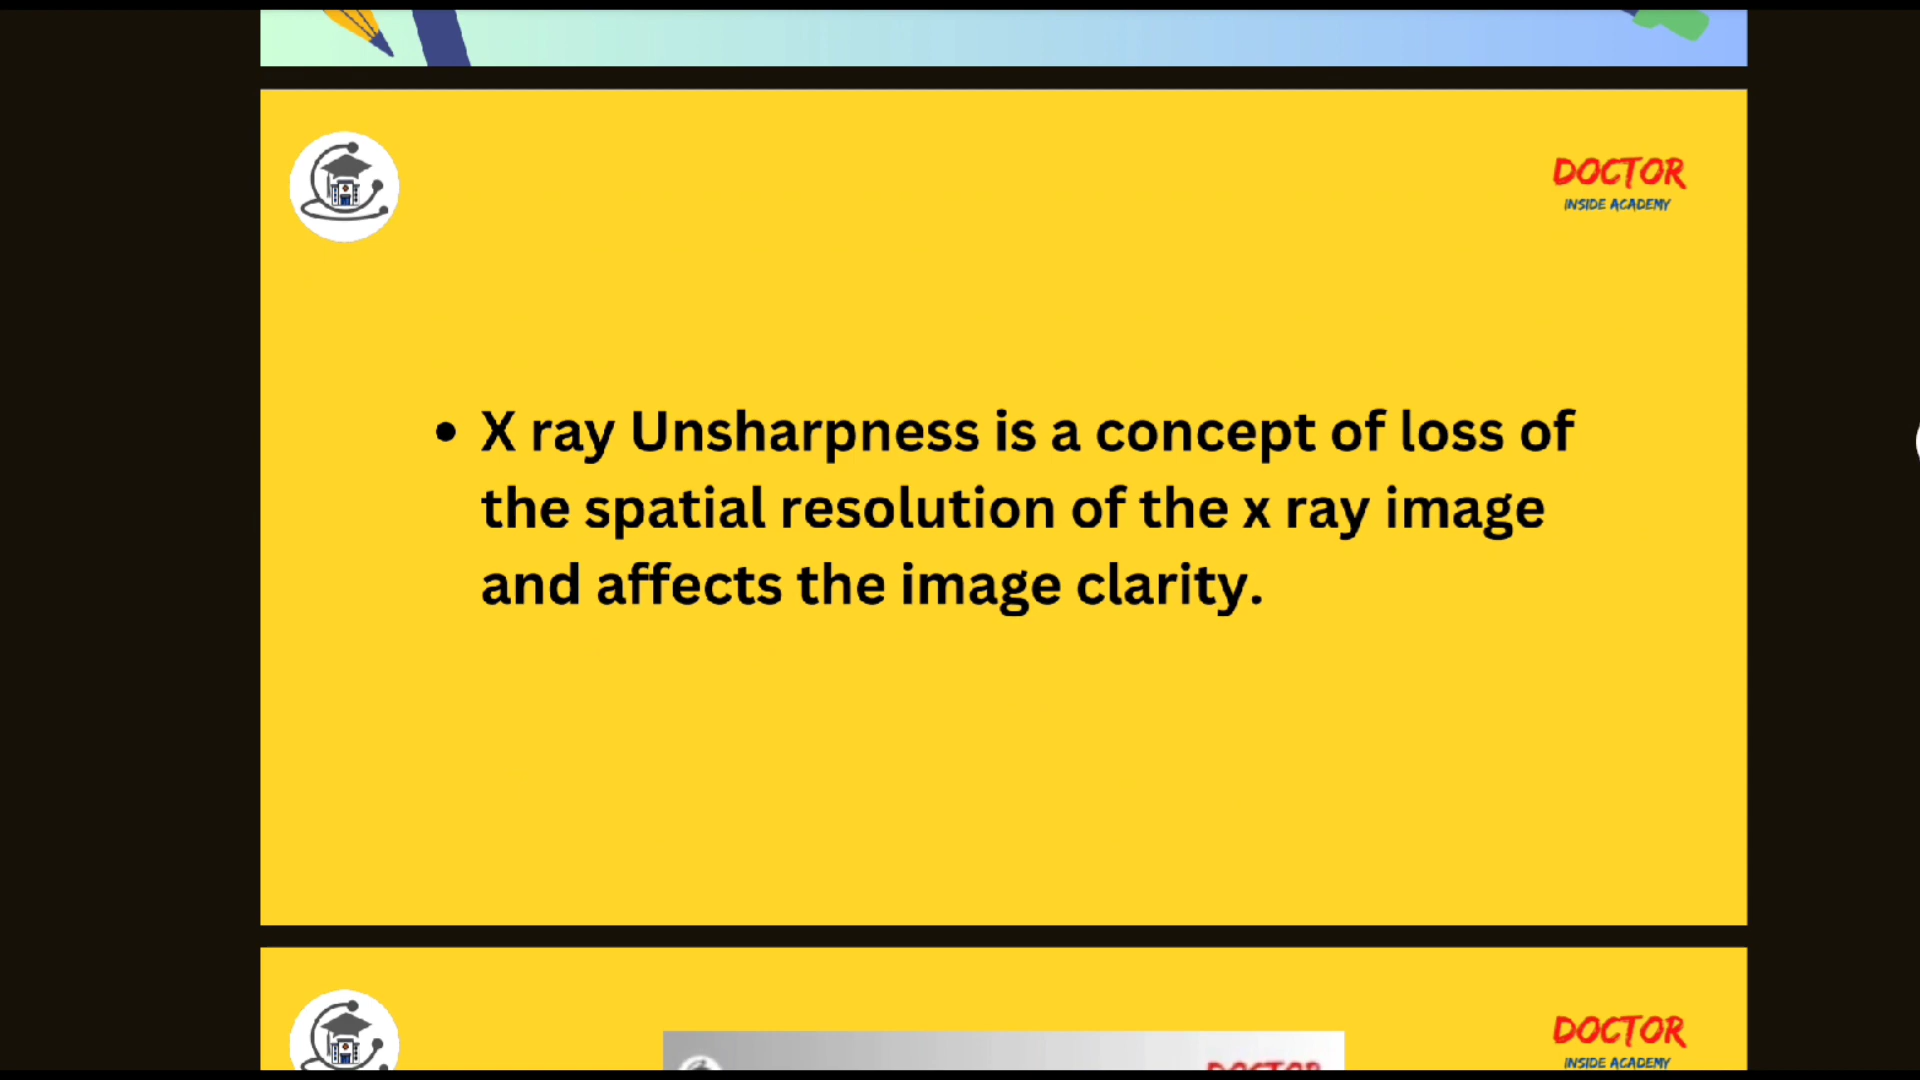 DOCTOR
INSIDE ACADEMY
• X ray Unsharpness is a concept of loss of
the spatial resolution of the x ray image
and affects the image clarity.
DOCTOR
INSIDE ACADEMY
DOCTOR